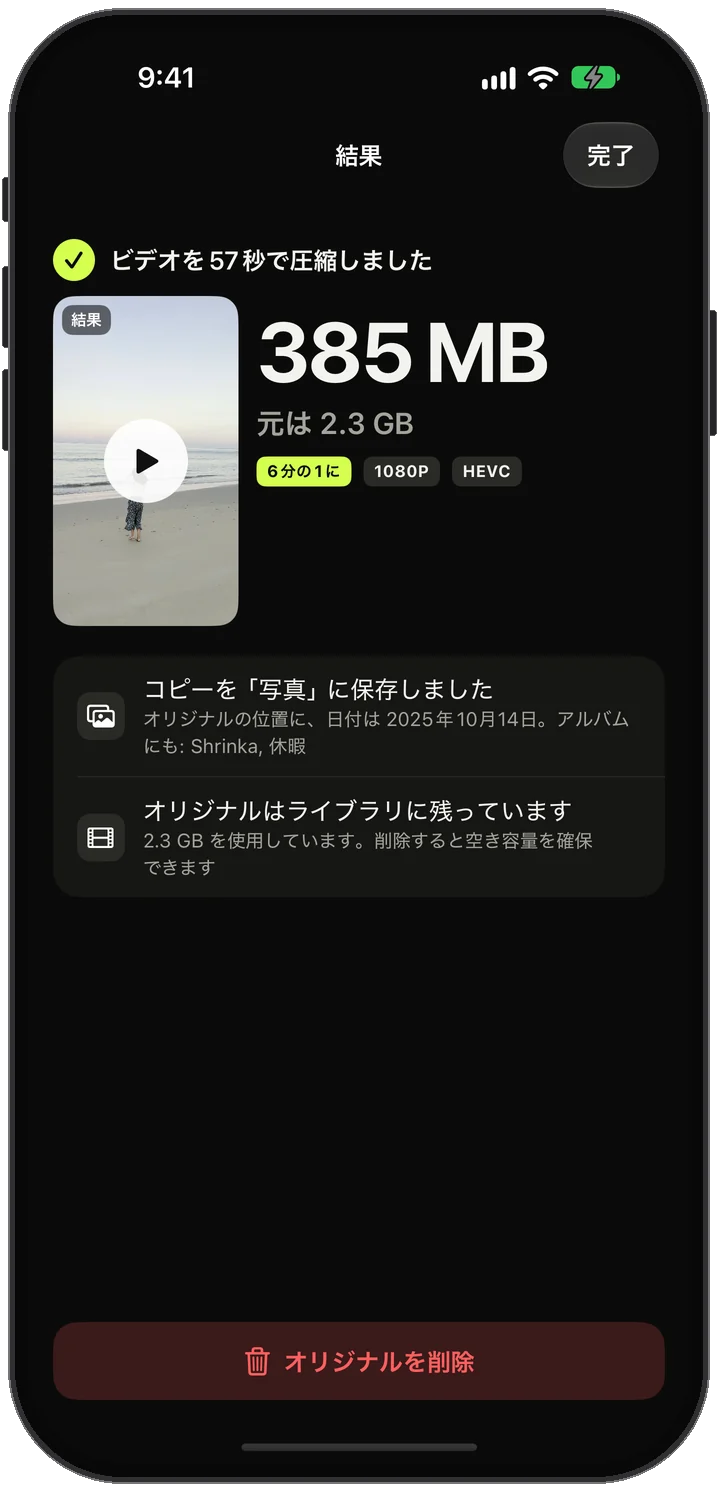 9:41
結果
完了
ビデオを57秒で圧縮しました
結果
385 MB
元は 2.3 GB
6分の1に
1080P
HEVC
コピーを「写真」に保存しました
オリジナルの位置に、日付は 2025年10月14日。アルバム
にも: Shrinka, 休暇
オリジナルはライブラリに残っています
2.3 GB を使用しています。削除すると空き容量を確保
できます
オリジナルを削除